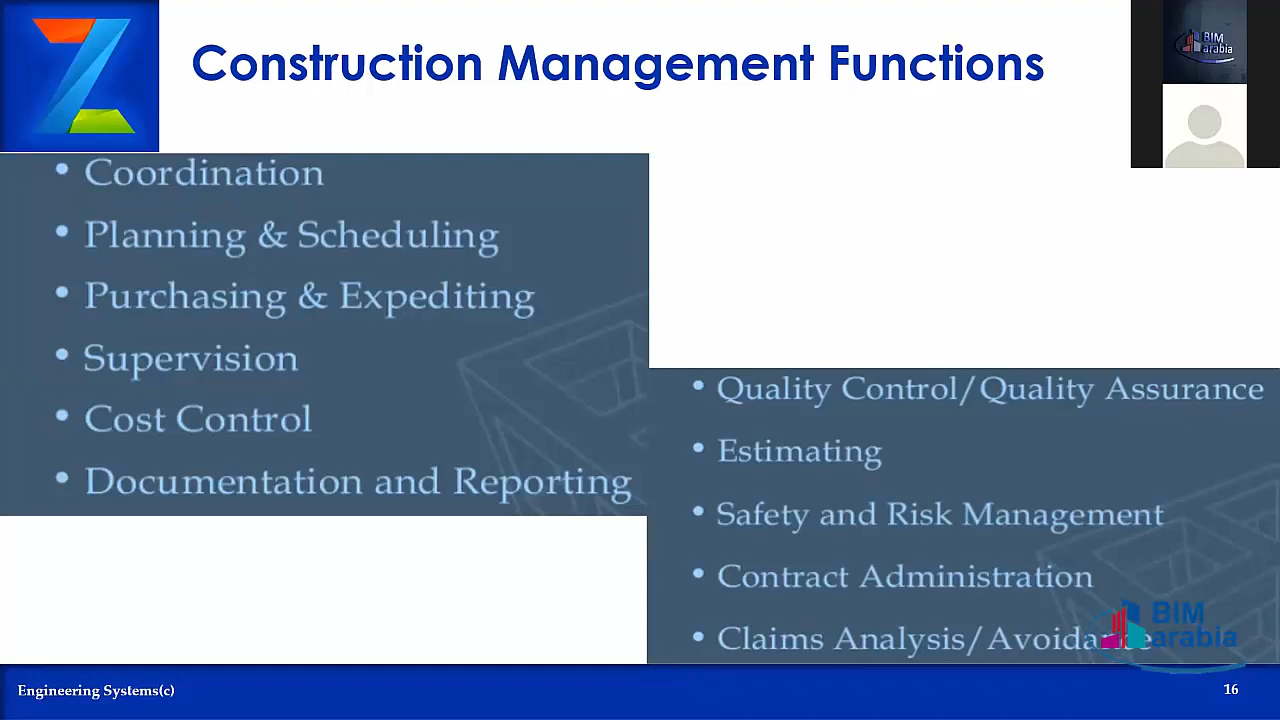 Construction Management Functions
BIM
arabia
• Coordination
• Planning & Scheduling
• Purchasing & Expediting
• Supervision
• Cost Control
• Documentation and Reporting
• Quality Control/Quality Assurance
• Estimating
• Safety and Risk Management
• Contract Administration
• Claims Analysis/Avoidance
BIM
arabia
Engineering Systems(c)
16